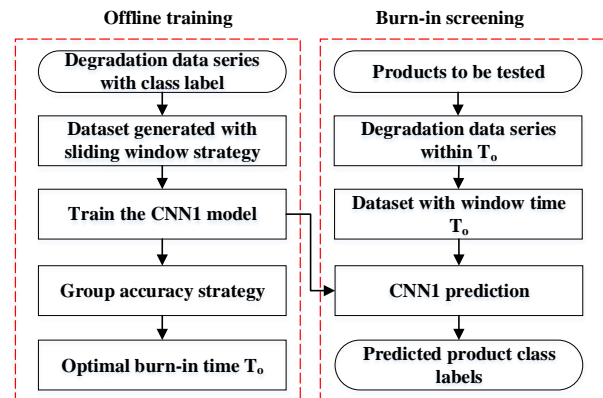 Offline training
Degradation data series
with class label
Dataset generated with
sliding window strategy
Train the CNN1 model
Group accuracy strategy
Optimal burn-in time Tₒ
Burn-in screening
Products to be tested
Degradation data series
within Tₒ
Dataset with window time
Tₒ
CNN1 prediction
Predicted product class
labels